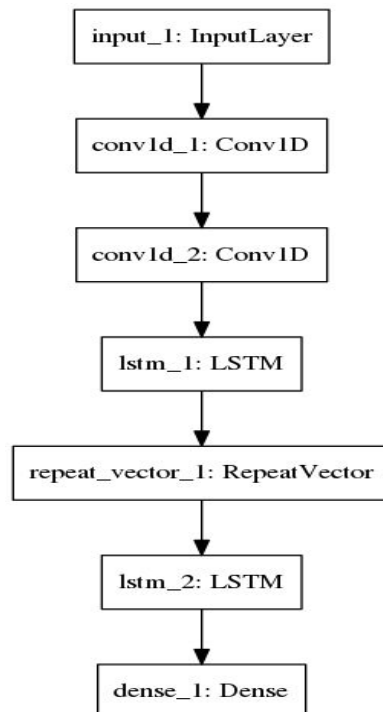 input_1: InputLayer
conv1d_1: Conv1D
conv1d_2: Conv1D
lstm_1: LSTM
repeat_vector_1: RepeatVector
lstm_2: LSTM
dense_1: Dense